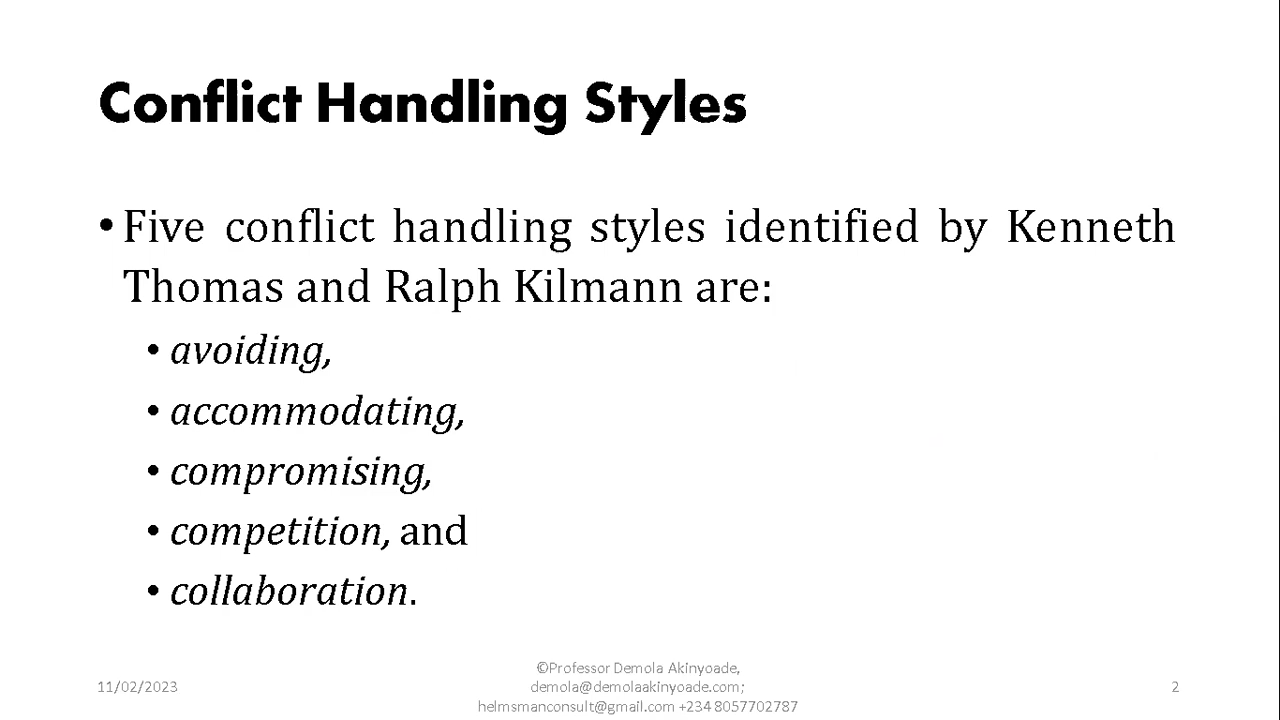 Conflict Handling Styles
• Five conflict handling styles identified by Kenneth
Thomas and Ralph Kilmann are:
• avoiding,
• accommodating,
• compromising,
• competition, and
• collaboration.
©Professor Demola Akinyoade,
11/02/2023 demola@demolaakinyoade.com; 2
helmsmanconsult@gmail.com +234 8057702787